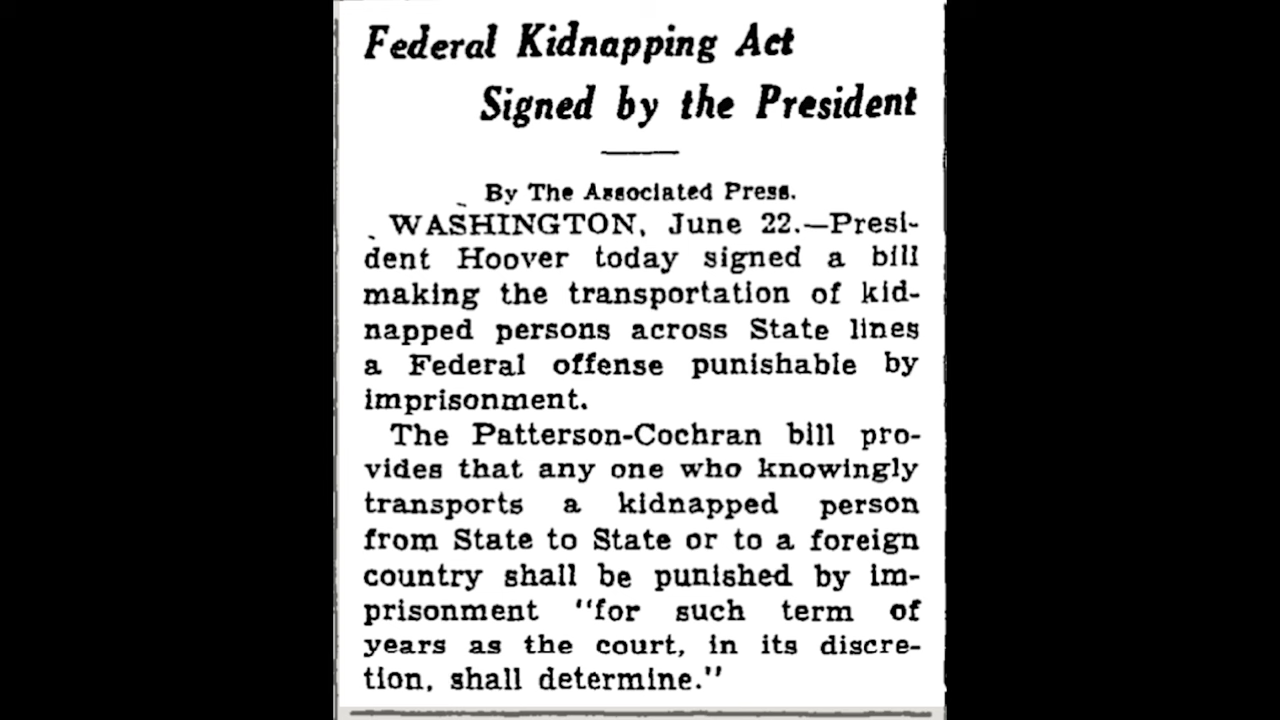 Federal Kidnapping Act
Signed by the President
By The Associated Press.
WASHINGTON, June 22.—Presi-
dent Hoover today signed a bill
making the transportation of kid-
napped persons across State lines
a Federal offense punishable by
imprisonment.
The Patterson-Cochran bill pro-
vides that any one who knowingly
transports a kidnapped person
from State to State or to a foreign
country shall be punished by im-
prisonment "for such term of
years as the court, in its discre-
tion, shall determine."